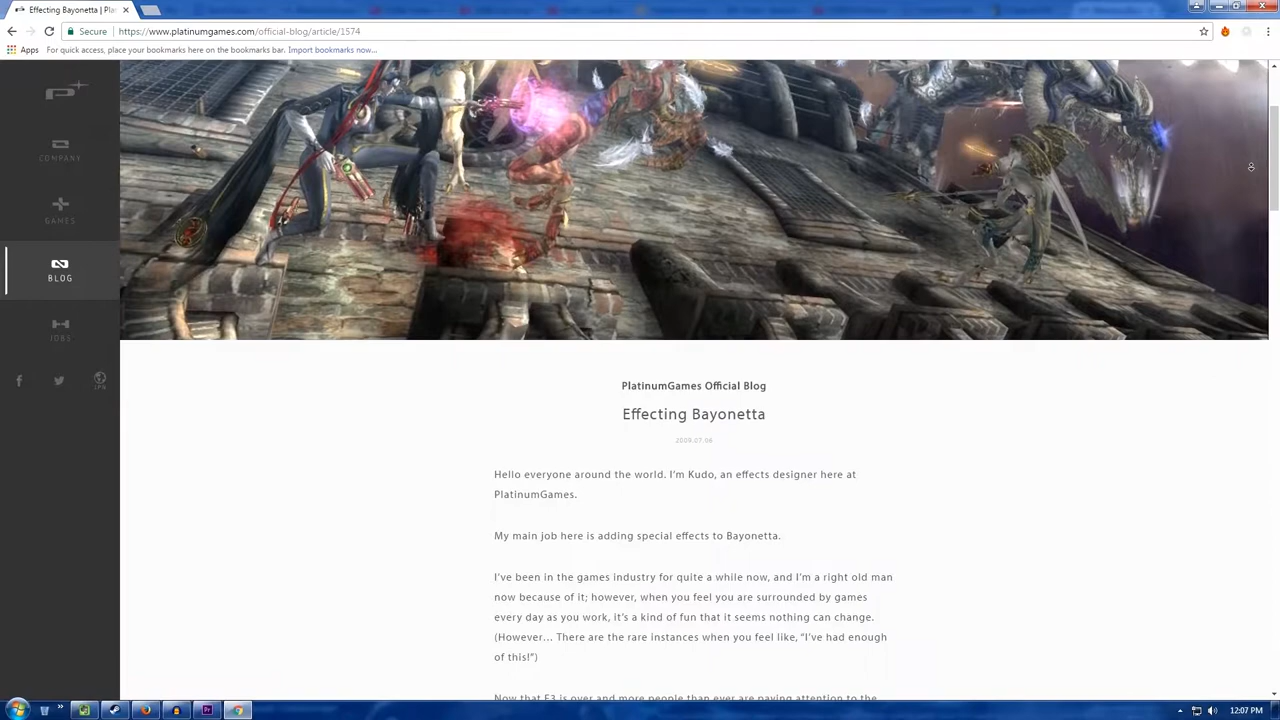 Effecting Bayonetta | Pla
Secure
https://www.platinumgames.com/official-blog/article/1574
Apps
For quick access, place your bookmarks here on the bookmarks bar. Import bookmarks now...
COMPANY
GAMES
BLOG
JOBS
JPN
PlatinumGames Official Blog
Effecting Bayonetta
2009.07.06
Hello everyone around the world. I'm Kudo, an effects designer here at
PlatinumGames.
My main job here is adding special effects to Bayonetta.
I've been in the games industry for quite a while now, and I'm a right old man
now because of it; however, when you feel you are surrounded by games
every day as you work, it's a kind of fun that it seems nothing can change.
(However… There are the rare instances when you feel like, "I've had enough
of this!")
Now that E3 is over and more people than ever are paying attention to the
12:07 PM